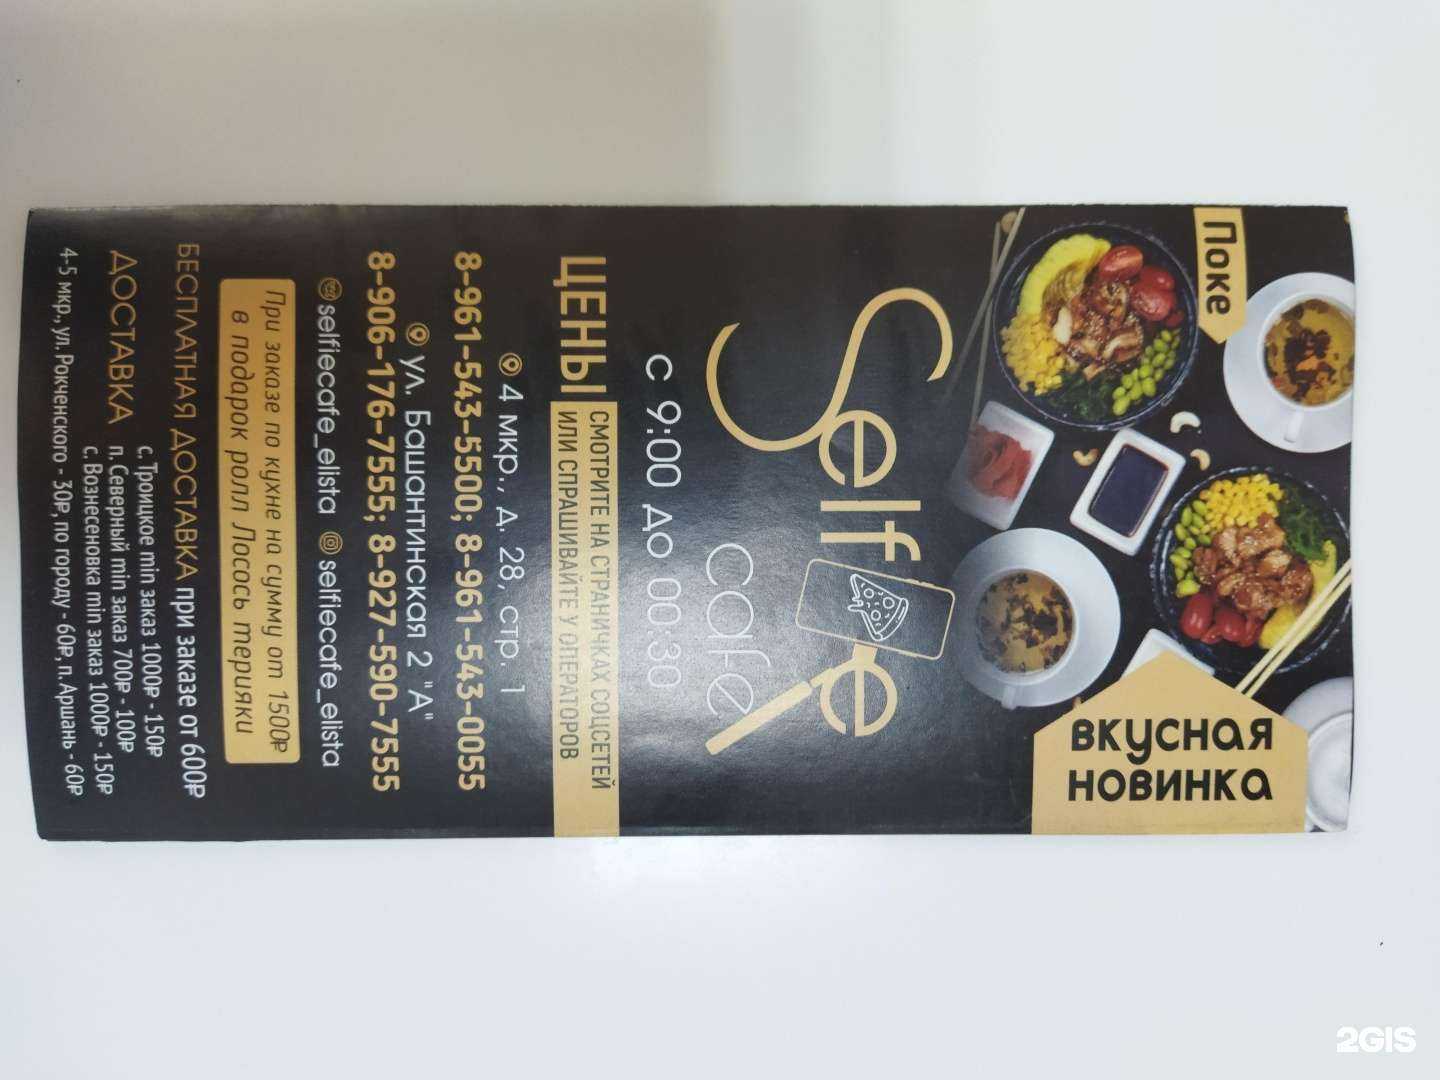 Поке
ВКУСНАЯ
НОВИНКА
Selfie
cafe
с 9:00 до 00:30
ЦЕНЫ
СМОТРИТЕ НА СТРАНИЧКАХ СОЦСЕТЕЙ
ИЛИ СПРАШИВАЙТЕ У ОПЕРАТОРОВ
4 мкр., д. 28, стр. 1
8-961-543-5500; 8-961-543-0055
ул. Башантинская 2 "А"
8-906-176-7555; 8-927-590-7555
selfiecafe_elista selfiecafe_elista
При заказе по кухне на сумму от 1500₽
в подарок ролл Лосось терияки
БЕСПЛАТНАЯ ДОСТАВКА при заказе от 600₽
ДОСТАВКА
с. Троицкое min заказ 1000₽ - 150₽
п. Северный min заказ 700₽ - 100₽
с. Вознесеновка min заказ 1000₽ - 150₽
4-5 мкр., ул. Рокченского - 30₽, по городу - 60₽, п. Аршань - 60₽
2GIS